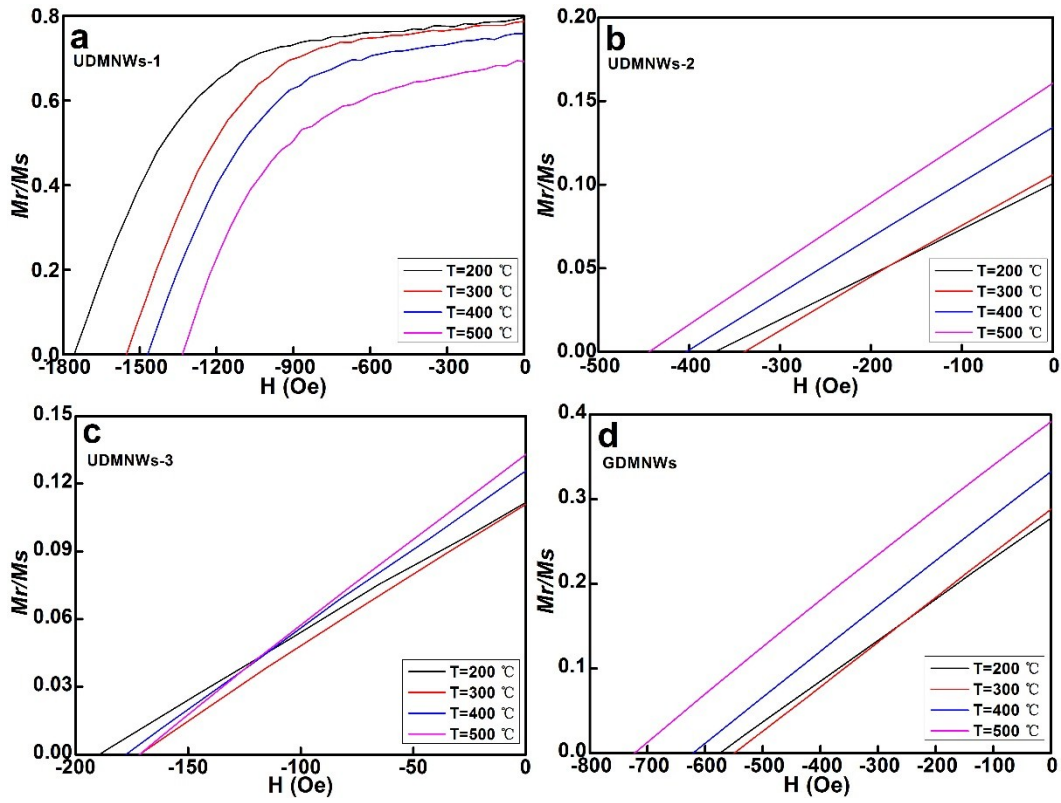 a
UDMNWs-1
0.8
0.6
0.4
0.2
0.0
Mr/Ms
-1800 -1500 -1200 -900 -600 -300 0
H (Oe)
T=200 ℃
T=300 ℃
T=400 ℃
T=500 ℃
b
UDMNWs-2
0.20
0.15
0.10
0.05
0.00
Mr/Ms
-500 -400 -300 -200 -100 0
H (Oe)
T=200 ℃
T=300 ℃
T=400 ℃
T=500 ℃
c
UDMNWs-3
0.15
0.12
0.09
0.06
0.03
0.00
Mr/Ms
-200 -150 -100 -50 0
H (Oe)
T=200 ℃
T=300 ℃
T=400 ℃
T=500 ℃
d
GDMNWs
0.4
0.3
0.2
0.1
0.0
Mr/Ms
-800 -700 -600 -500 -400 -300 -200 -100 0
H (Oe)
T=200 ℃
T=300 ℃
T=400 ℃
T=500 ℃